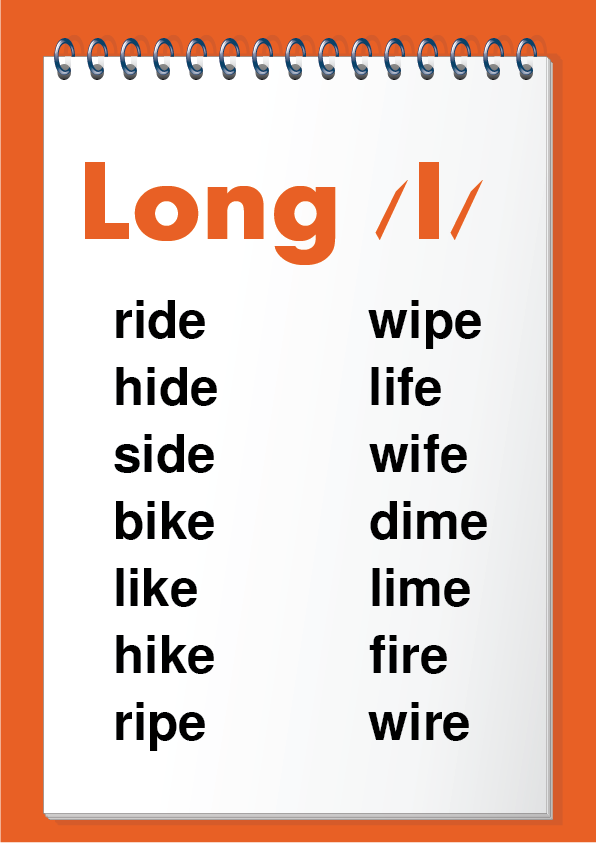 Long /I/
ride
hide
side
bike
like
hike
ripe
wipe
life
wife
dime
lime
fire
wire